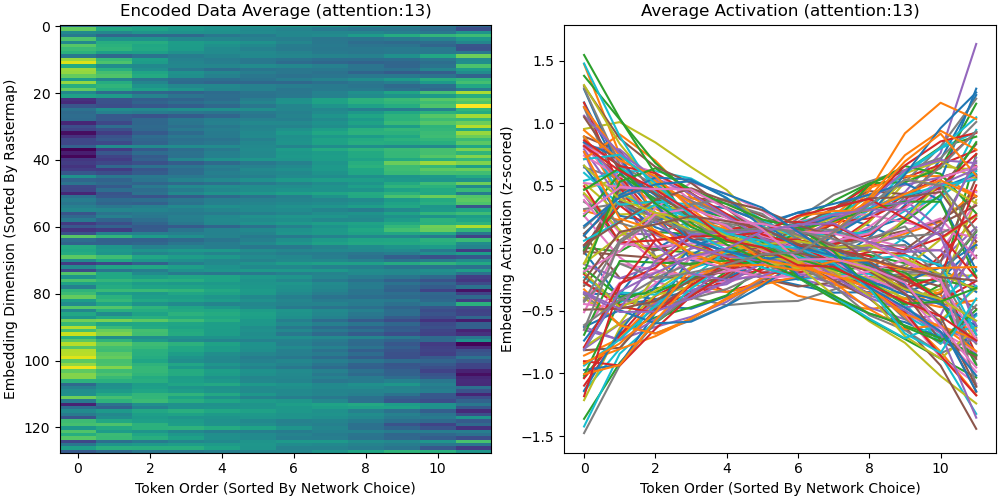 Encoded Data Average (attention:13)
0
20
40
60
80
100
120
Embedding Dimension (Sorted By Rastermap)
0 2 4 6 8 10
Token Order (Sorted By Network Choice)
Average Activation (attention:13)
1.5
1.0
0.5
0.0
−0.5
−1.0
−1.5
Embedding Activation (z-scored)
0 2 4 6 8 10
Token Order (Sorted By Network Choice)